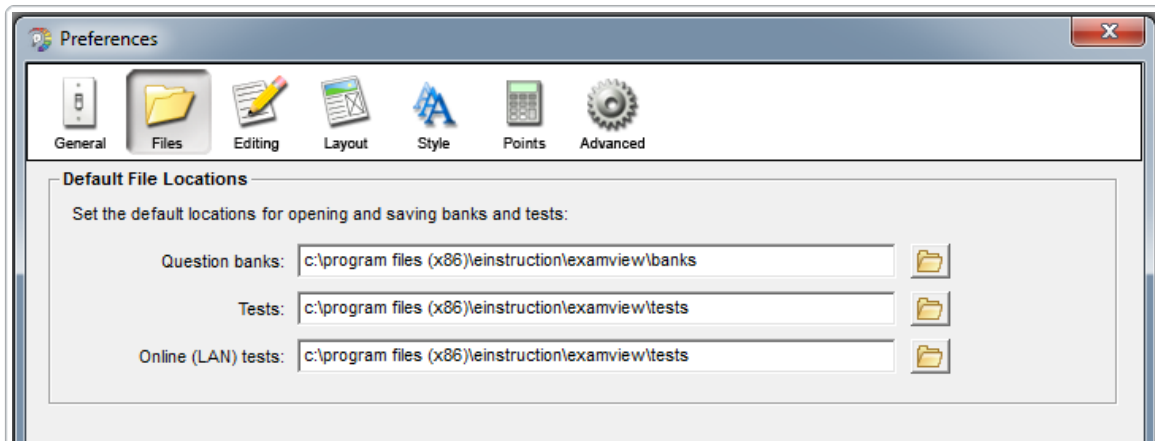 Preferences
General Files Editing Layout Style Points Advanced
Default File Locations
Set the default locations for opening and saving banks and tests:
Question banks: c:\program files (x86)\einstruction\examview\banks
Tests: c:\program files (x86)\einstruction\examview\tests
Online (LAN) tests: c:\program files (x86)\einstruction\examview\tests